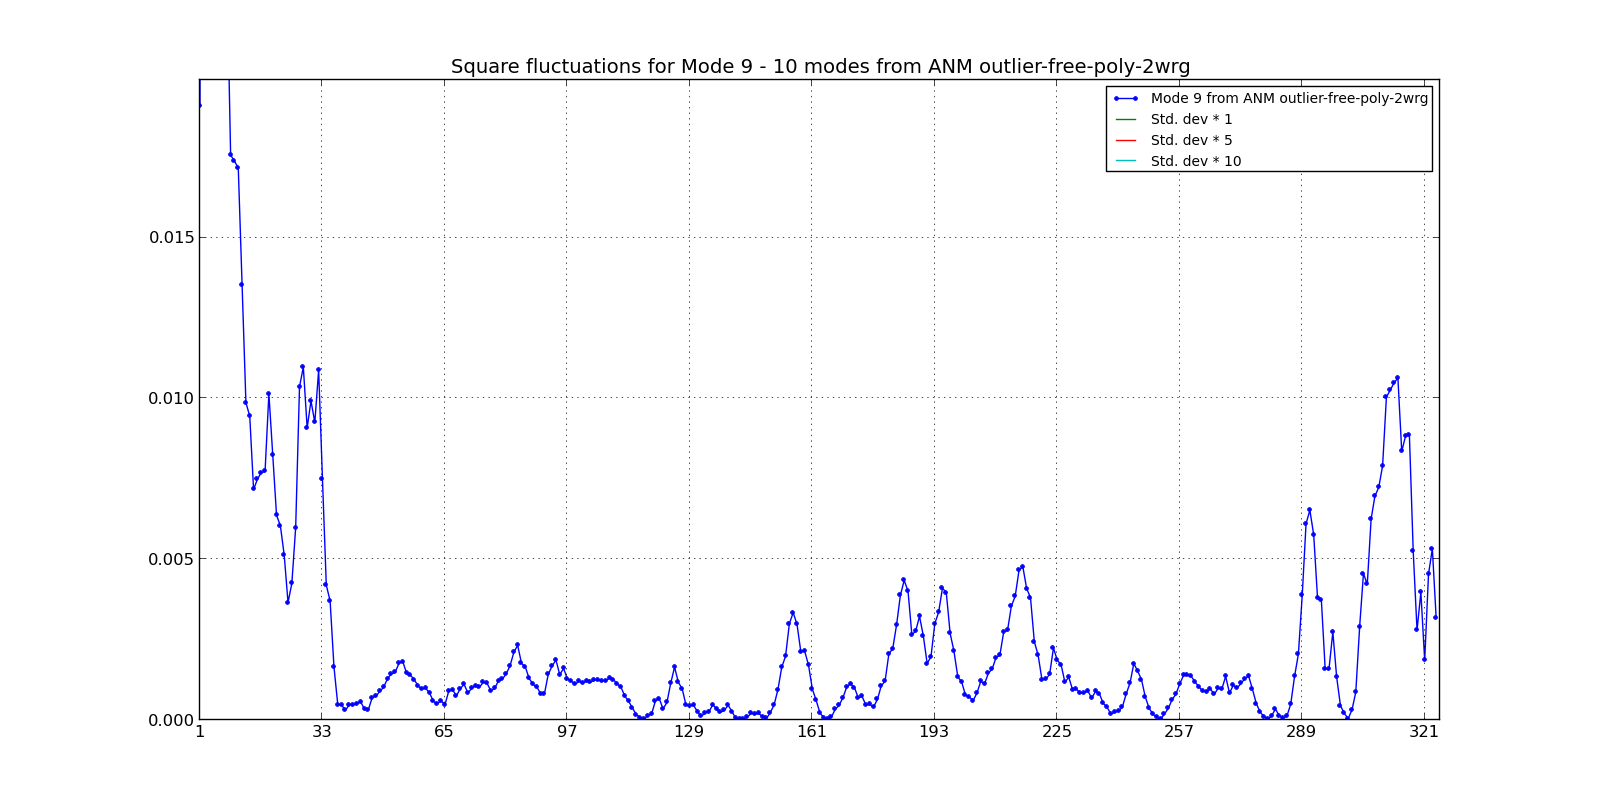 Square fluctuations for Mode 9 - 10 modes from ANM outlier-free-poly-2wrg
Mode 9 from ANM outlier-free-poly-2wrg
Std. dev * 1
Std. dev * 5
Std. dev * 10
0.015
0.010
0.005
0.000
1 33 65 97 129 161 193 225 257 289 321